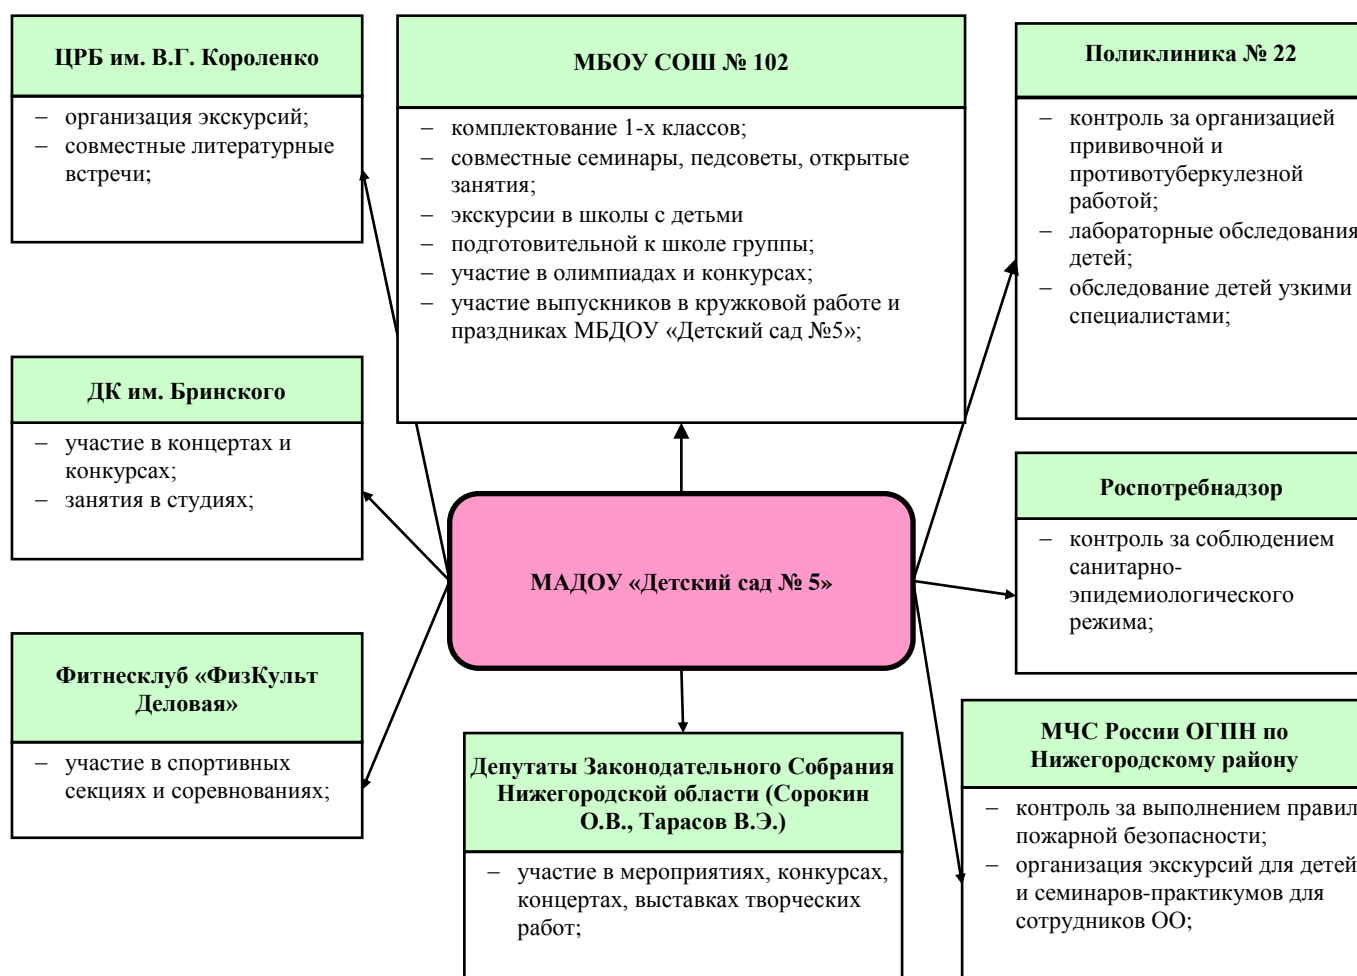 ЦРБ им. В.Г. Короленко
– организация экскурсий;
– совместные литературные
встречи;
МБОУ СОШ № 102
– комплектование 1-х классов;
– совместные семинары, педсоветы, открытые
занятия;
– экскурсии в школы с детьми
– подготовительной к школе группы;
– участие в олимпиадах и конкурсах;
– участие выпускников в кружковой работе и
праздниках МБДОУ «Детский сад №5»;
Поликлиника № 22
– контроль за организацией
прививочной и
противотуберкулезной
работой;
– лабораторные обследования
детей;
– обследование детей узкими
специалистами;
ДК им. Бринского
– участие в концертах и
конкурсах;
– занятия в студиях;
МАДОУ «Детский сад № 5»
Роспотребнадзор
– контроль за соблюдением
санитарно-
эпидемиологического
режима;
Фитнесклуб «ФизКульт
Деловая»
– участие в спортивных
секциях и соревнованиях;
Депутаты Законодательного Собрания
Нижегородской области (Сорокин
О.В., Тарасов В.Э.)
– участие в мероприятиях, конкурсах,
концертах, выставках творческих
работ;
МЧС России ОГПН по
Нижегородскому району
– контроль за выполнением правил
пожарной безопасности;
– организация экскурсий для детей
и семинаров-практикумов для
сотрудников ОО;